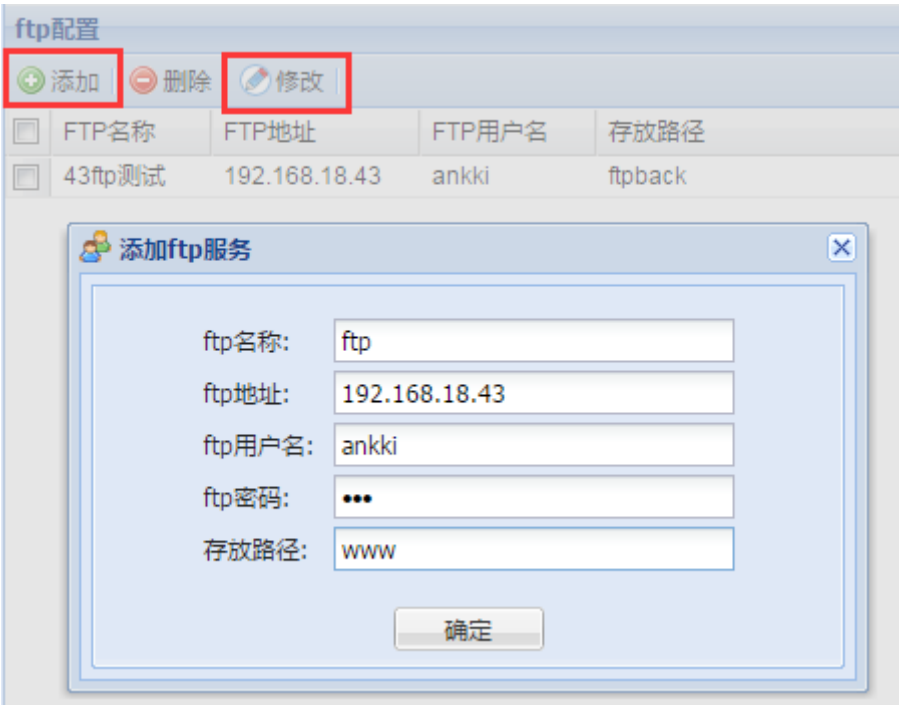 ftp配置
添加 删除 修改
FTP名称 FTP地址 FTP用户名 存放路径
43ftp测试 192.168.18.43 ankki ftpback
添加ftp服务
ftp名称: ftp
ftp地址: 192.168.18.43
ftp用户名: ankki
ftp密码: •••
存放路径: www
确定